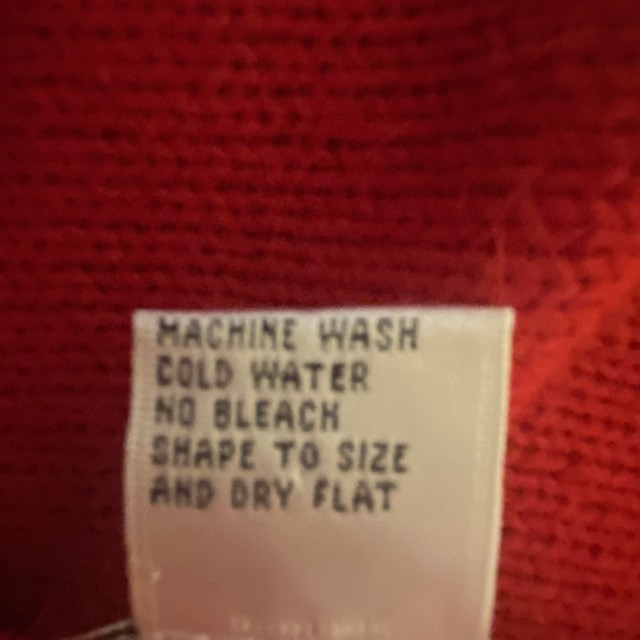 MACHINE WASH
COLD WATER
NO BLEACH
SHAPE TO SIZE
AND DRY FLAT